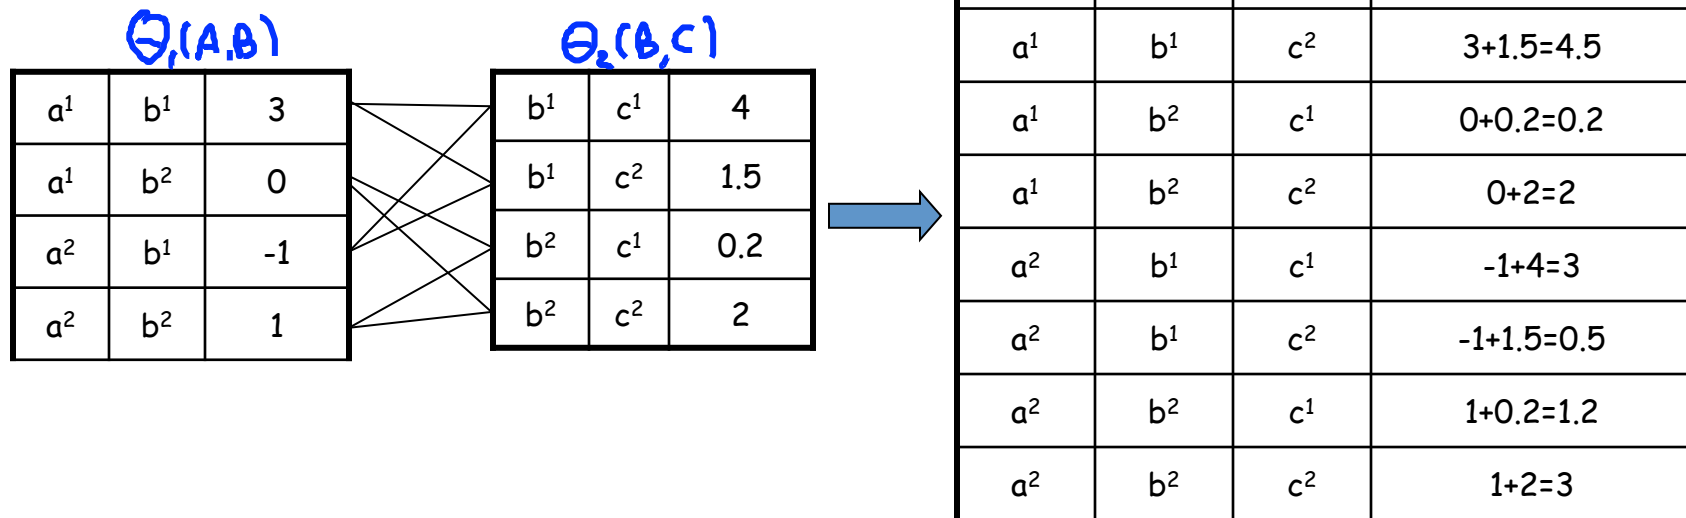 θ₁(A,B)
a¹ b¹ 3
a¹ b² 0
a² b¹ -1
a² b² 1
θ₂(B,C)
b¹ c¹ 4
b¹ c² 1.5
b² c¹ 0.2
b² c² 2
a¹ b¹ c² 3+1.5=4.5
a¹ b² c¹ 0+0.2=0.2
a¹ b² c² 0+2=2
a² b¹ c¹ -1+4=3
a² b¹ c² -1+1.5=0.5
a² b² c¹ 1+0.2=1.2
a² b² c² 1+2=3